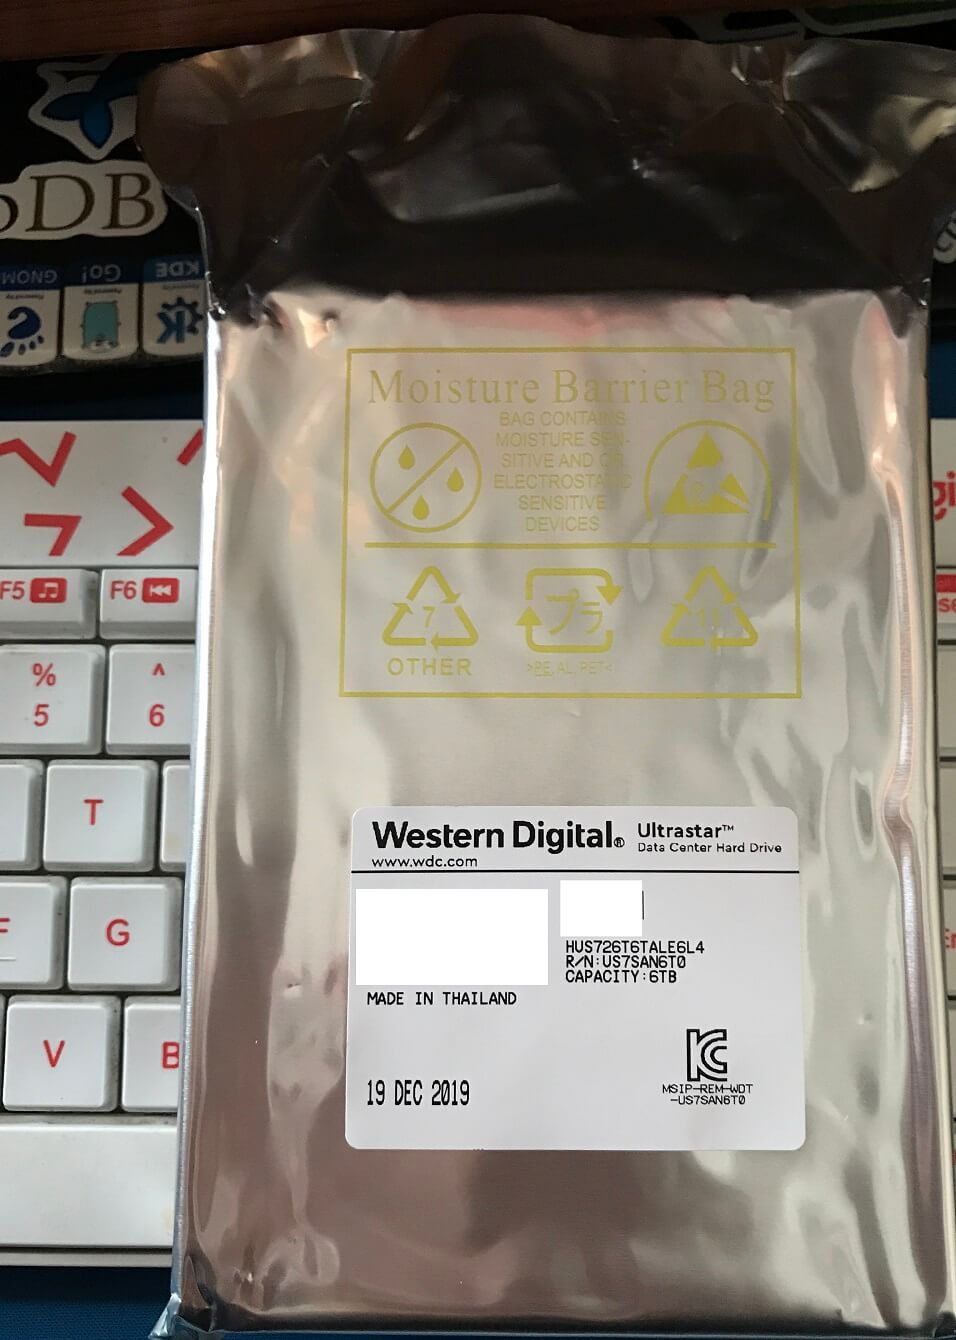 DB
GNOM
Go!
KDE
Moisture Barrier Bag
BAG CONTAINS
MOISTURE SEN-
SITIVE AND OR
ELECTROSTATIC
SENSITIVE
DEVICES
7
プラ
OTHER
>PE, AL, PET<
F5
F6
%
5
^
6
T
G
V
B
Western Digital® Ultrastar™
Data Center Hard Drive
www.wdc.com
HUS726T6TALE6L4
R/N:US7SAN6T0
CAPACITY:6TB
MADE IN THAILAND
19 DEC 2019
MSIP-REM-WDT
-US7SAN6T0